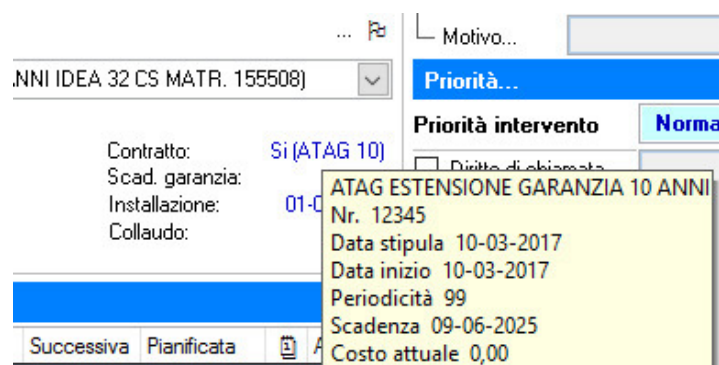 ...
Motivo...
ANNI IDEA 32 CS MATR. 155508)
Priorità...
Priorità intervento Norma
Contratto: Si (ATAG 10)
Diritto di chiamata
Scad. garanzia:
Installazione: 01-0
Collaudo:
ATAG ESTENSIONE GARANZIA 10 ANNI
Nr. 12345
Data stipula 10-03-2017
Data inizio 10-03-2017
Periodicità 99
Scadenza 09-06-2025
Costo attuale 0,00
Successiva Pianificata